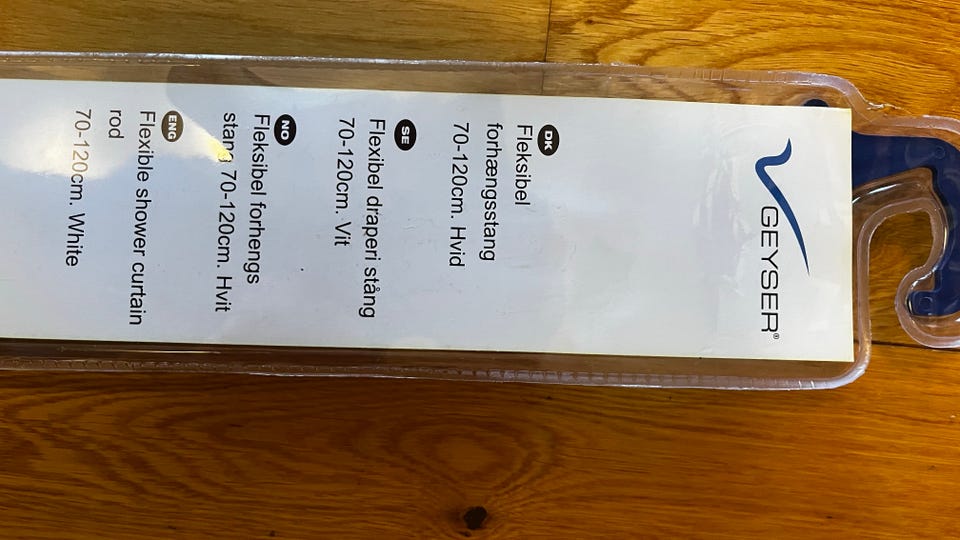 GEYSER®
DK
Fleksibel
forhængsstang
70-120cm. Hvid
SE
Flexibel draperi stång
70-120cm. Vit
NO
Fleksibel forhengs
stang 70-120cm. Hvit
ENG
Flexible shower curtain
rod
70-120cm. White